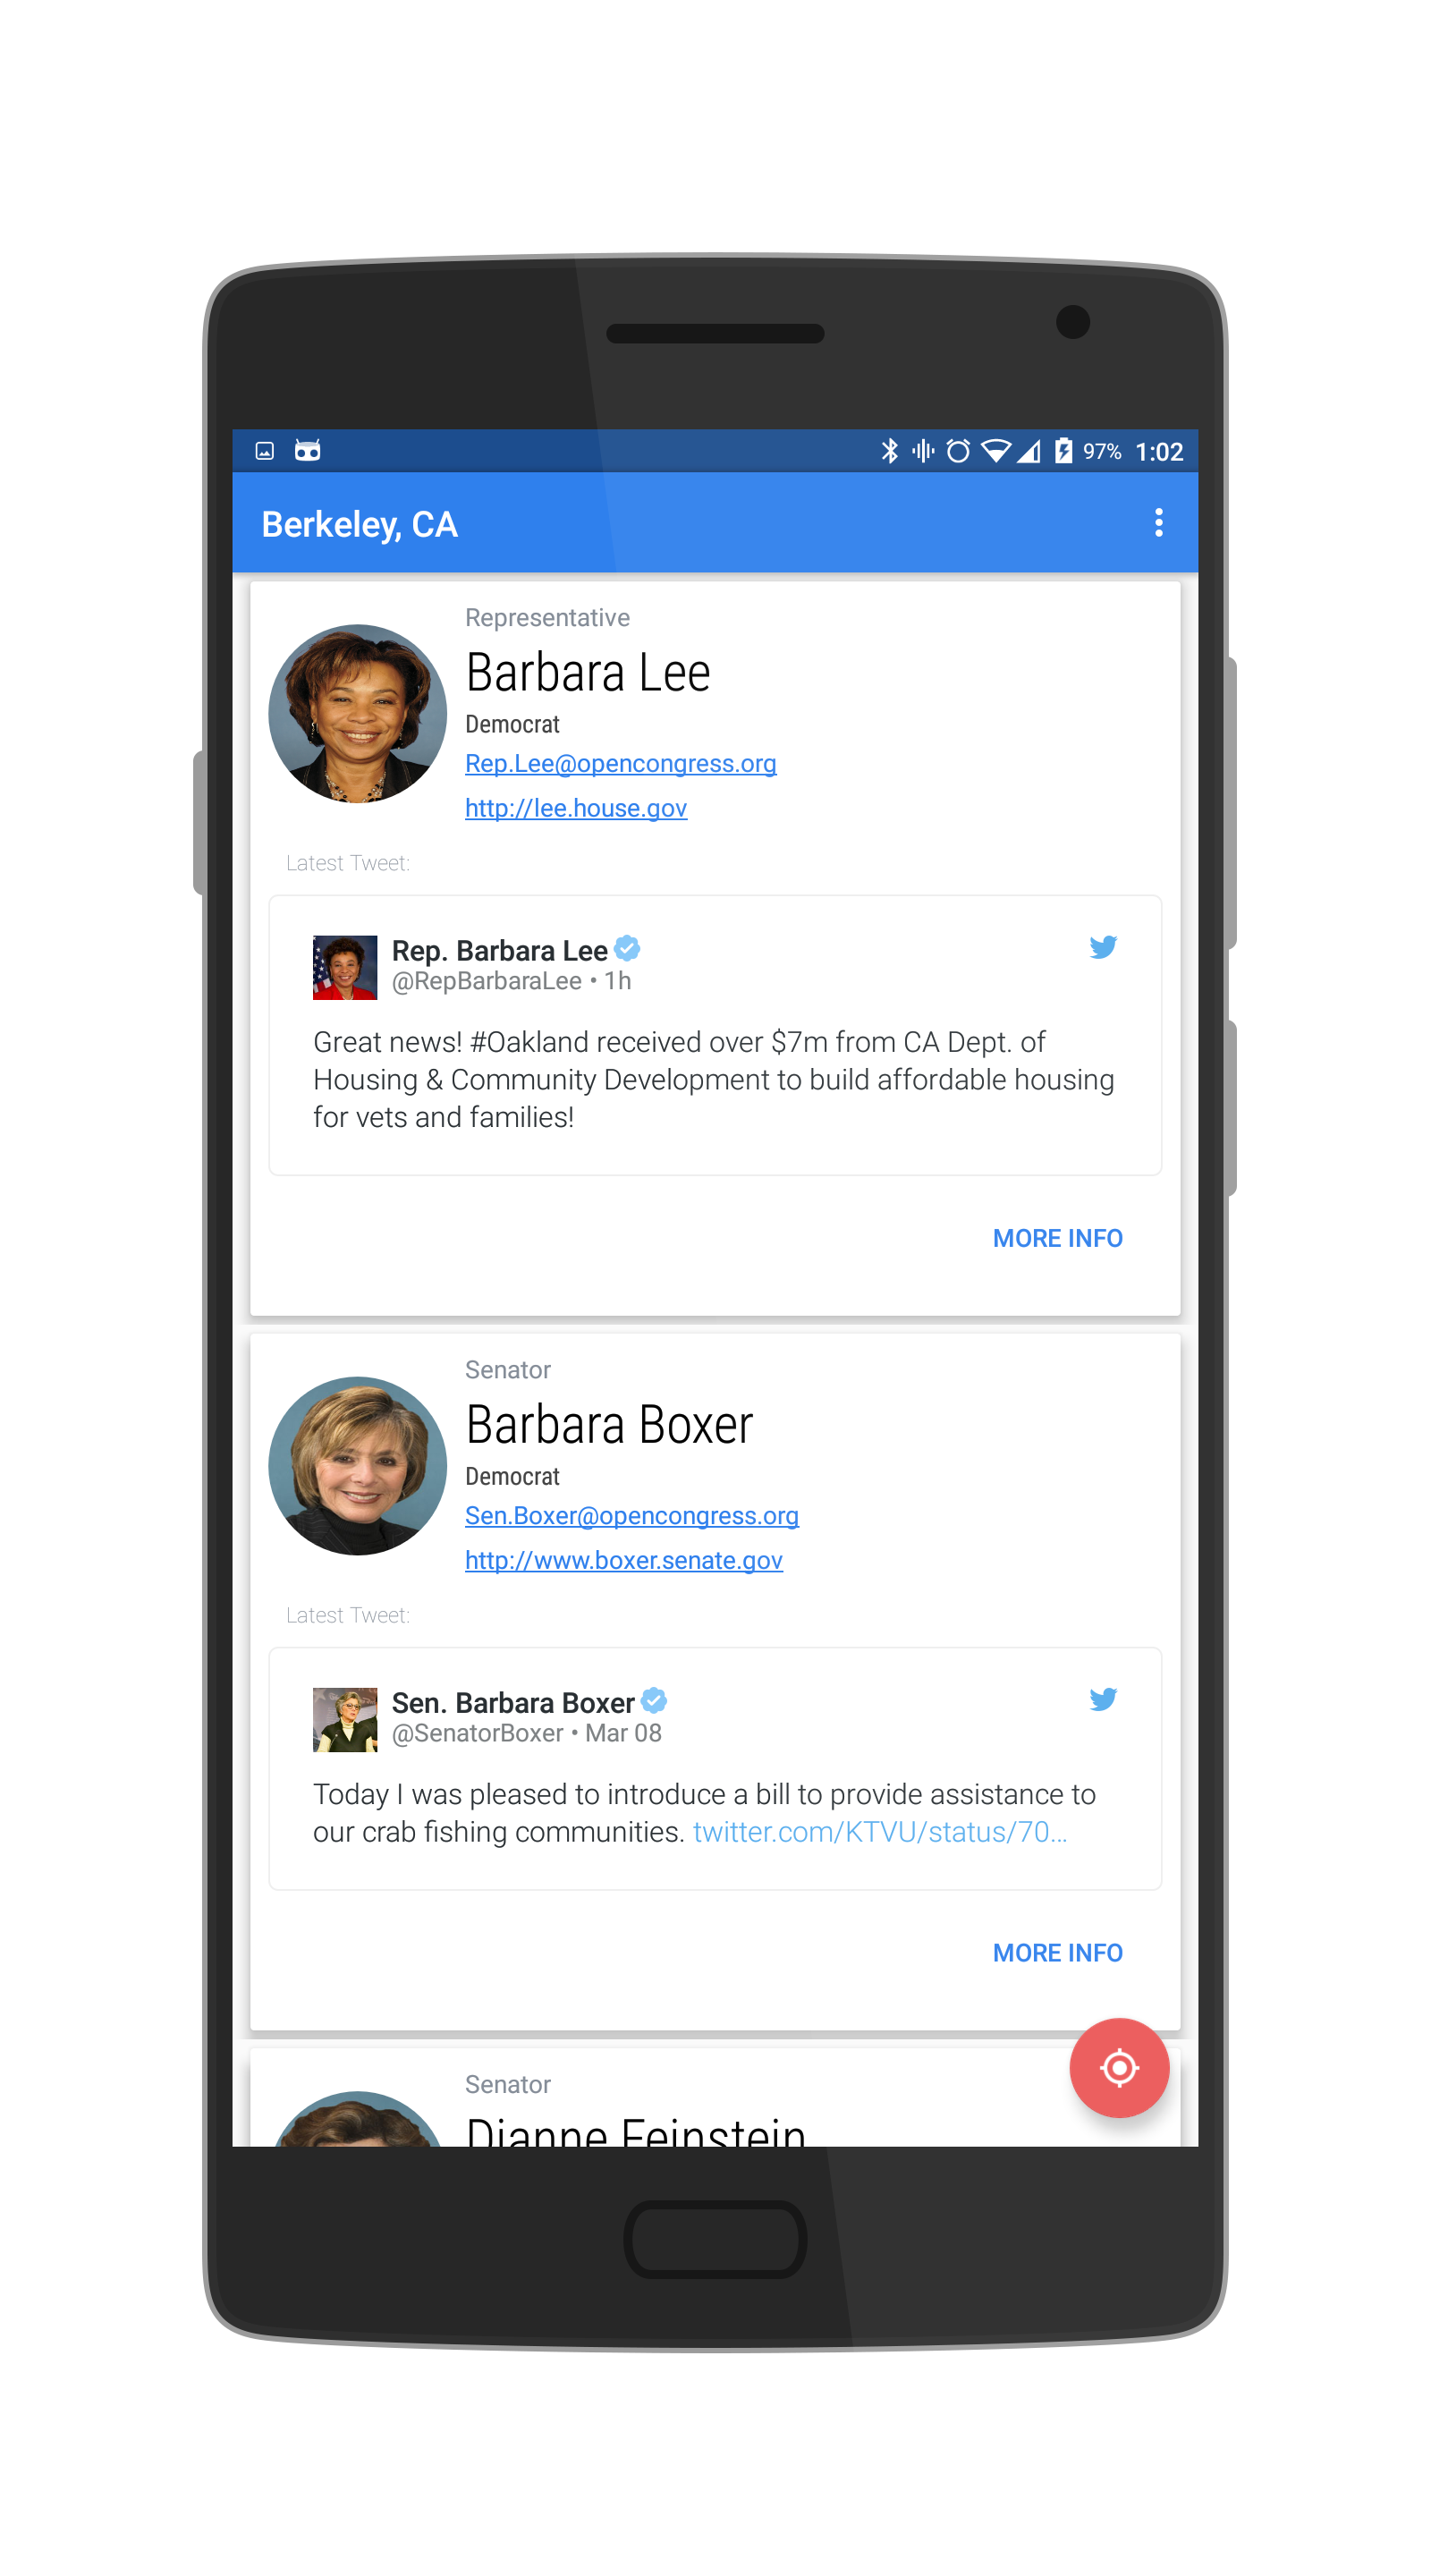 97% 1:02
Berkeley, CA
Representative
Barbara Lee
Democrat
Rep.Lee@opencongress.org
http://lee.house.gov
Latest Tweet:
Rep. Barbara Lee
@RepBarbaraLee • 1h
Great news! #Oakland received over $7m from CA Dept. of
Housing & Community Development to build affordable housing
for vets and families!
MORE INFO
Senator
Barbara Boxer
Democrat
Sen.Boxer@opencongress.org
http://www.boxer.senate.gov
Latest Tweet:
Sen. Barbara Boxer
@SenatorBoxer • Mar 08
Today I was pleased to introduce a bill to provide assistance to
our crab fishing communities. twitter.com/KTVU/status/70…
MORE INFO
Senator
Dianne Feinstein